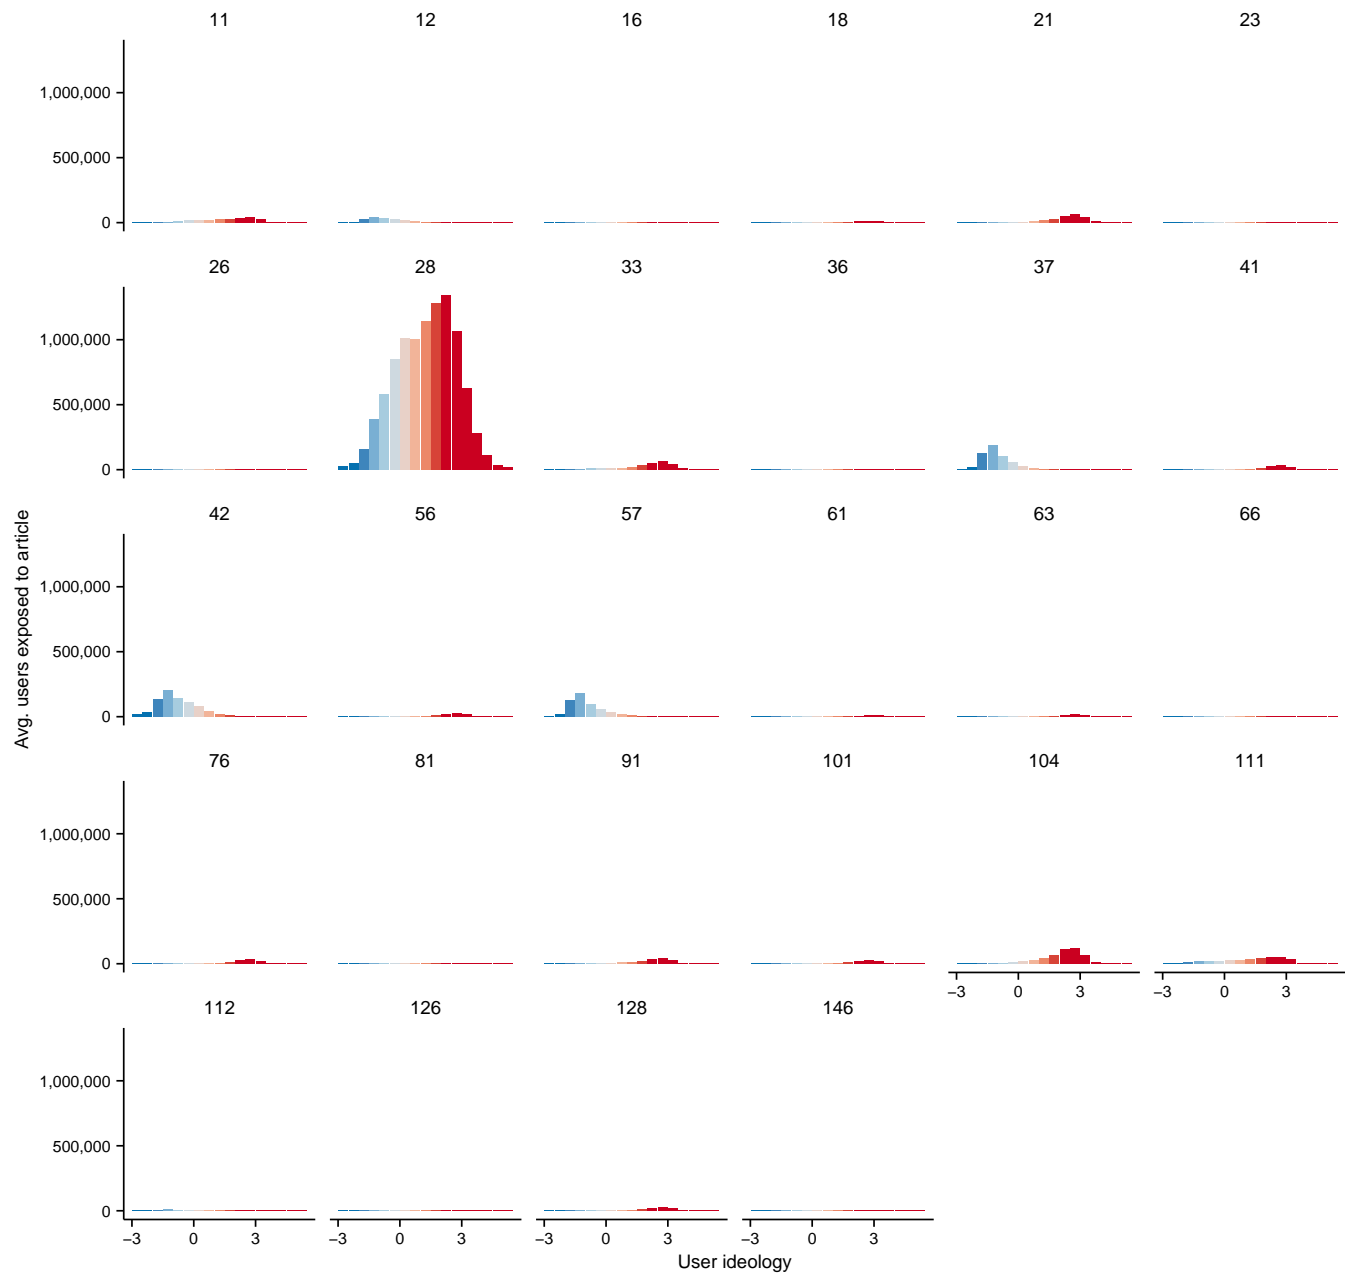 11 12 16 18 21 23
1,000,000
500,000
0
26 28 33 36 37 41
1,000,000
500,000
0
42 56 57 61 63 66
Avg. users exposed to article
1,000,000
500,000
0
76 81 91 101 104 111
1,000,000
500,000
0
−3 0 3 −3 0 3
112 126 128 146
1,000,000
500,000
0
−3 0 3 −3 0 3 −3 0 3 −3 0 3
User ideology